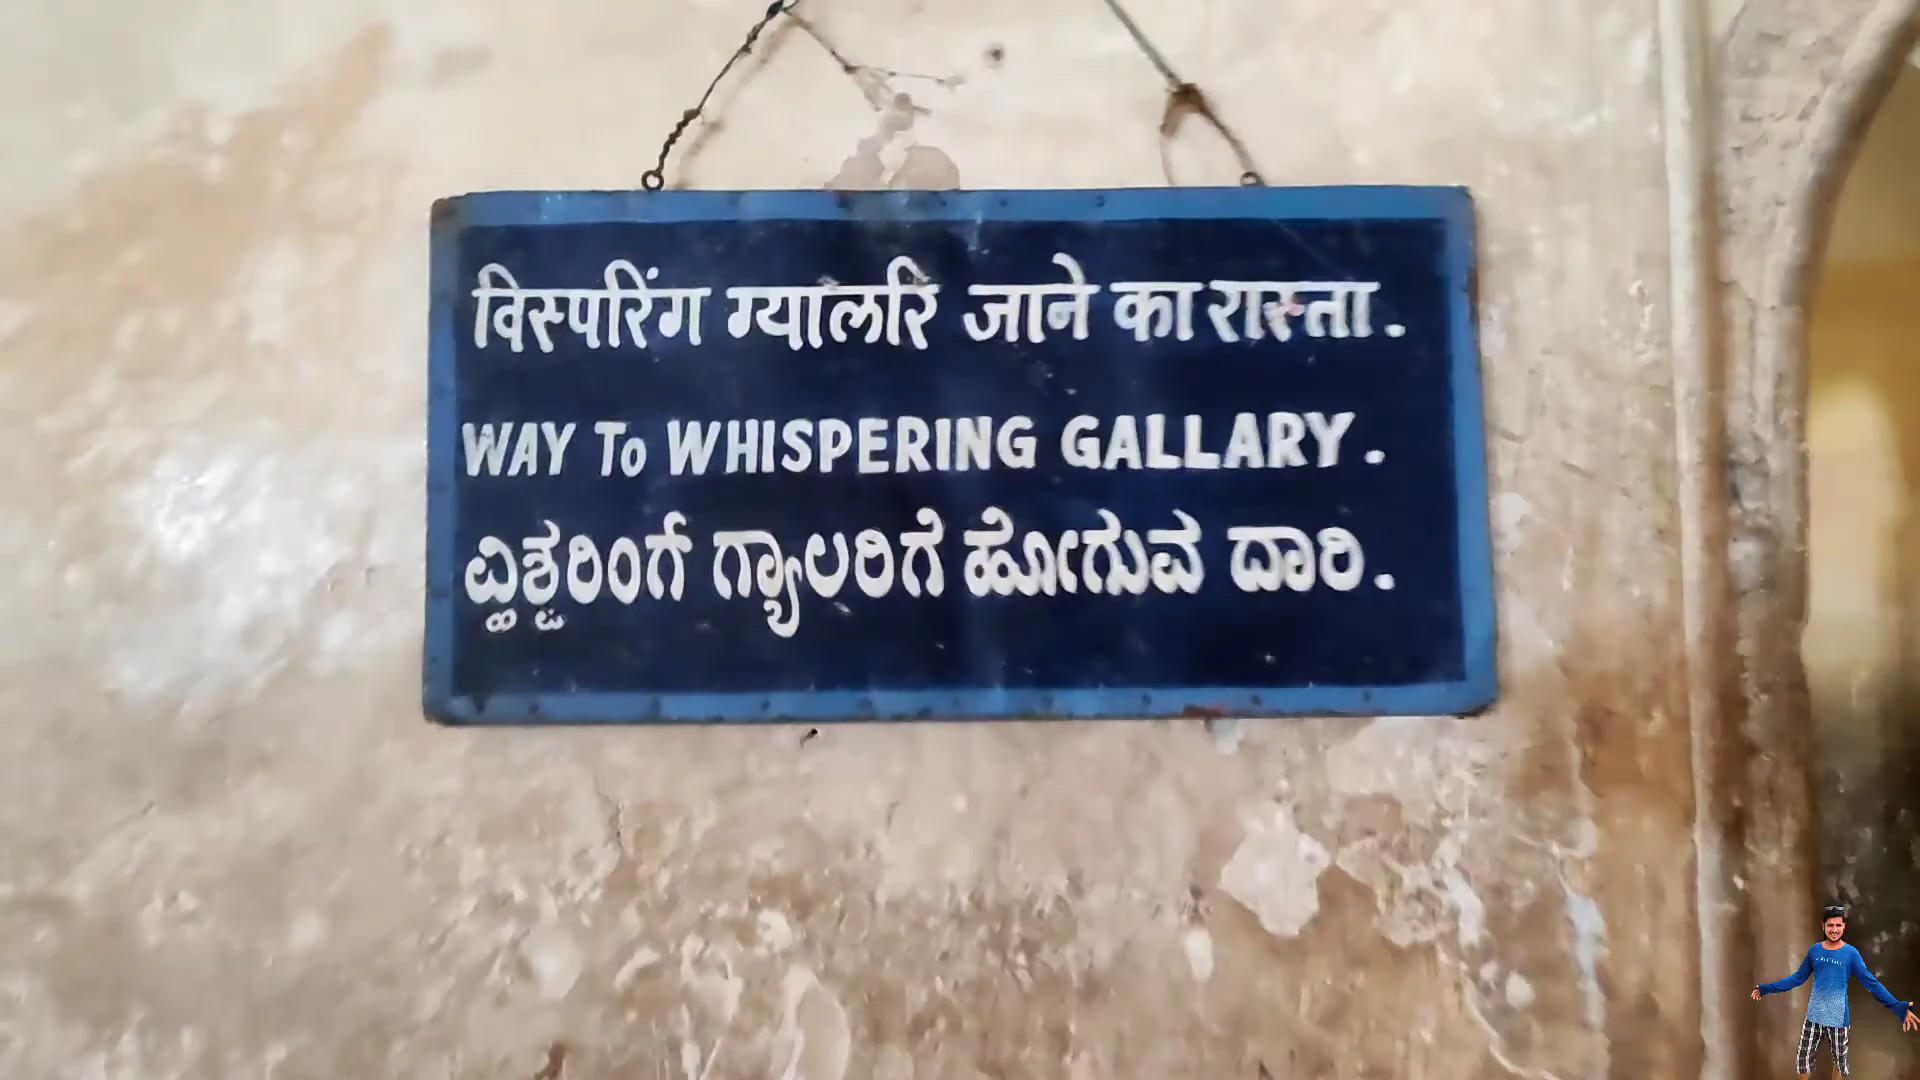 विस्परिंग ग्यालरि जाने का रास्ता.
WAY To WHISPERING GALLARY.
ವ್ಹಿಶ್ಪರಿಂಗ್ ಗ್ಯಾಲರಿಗೆ ಹೋಗುವ ದಾರಿ.